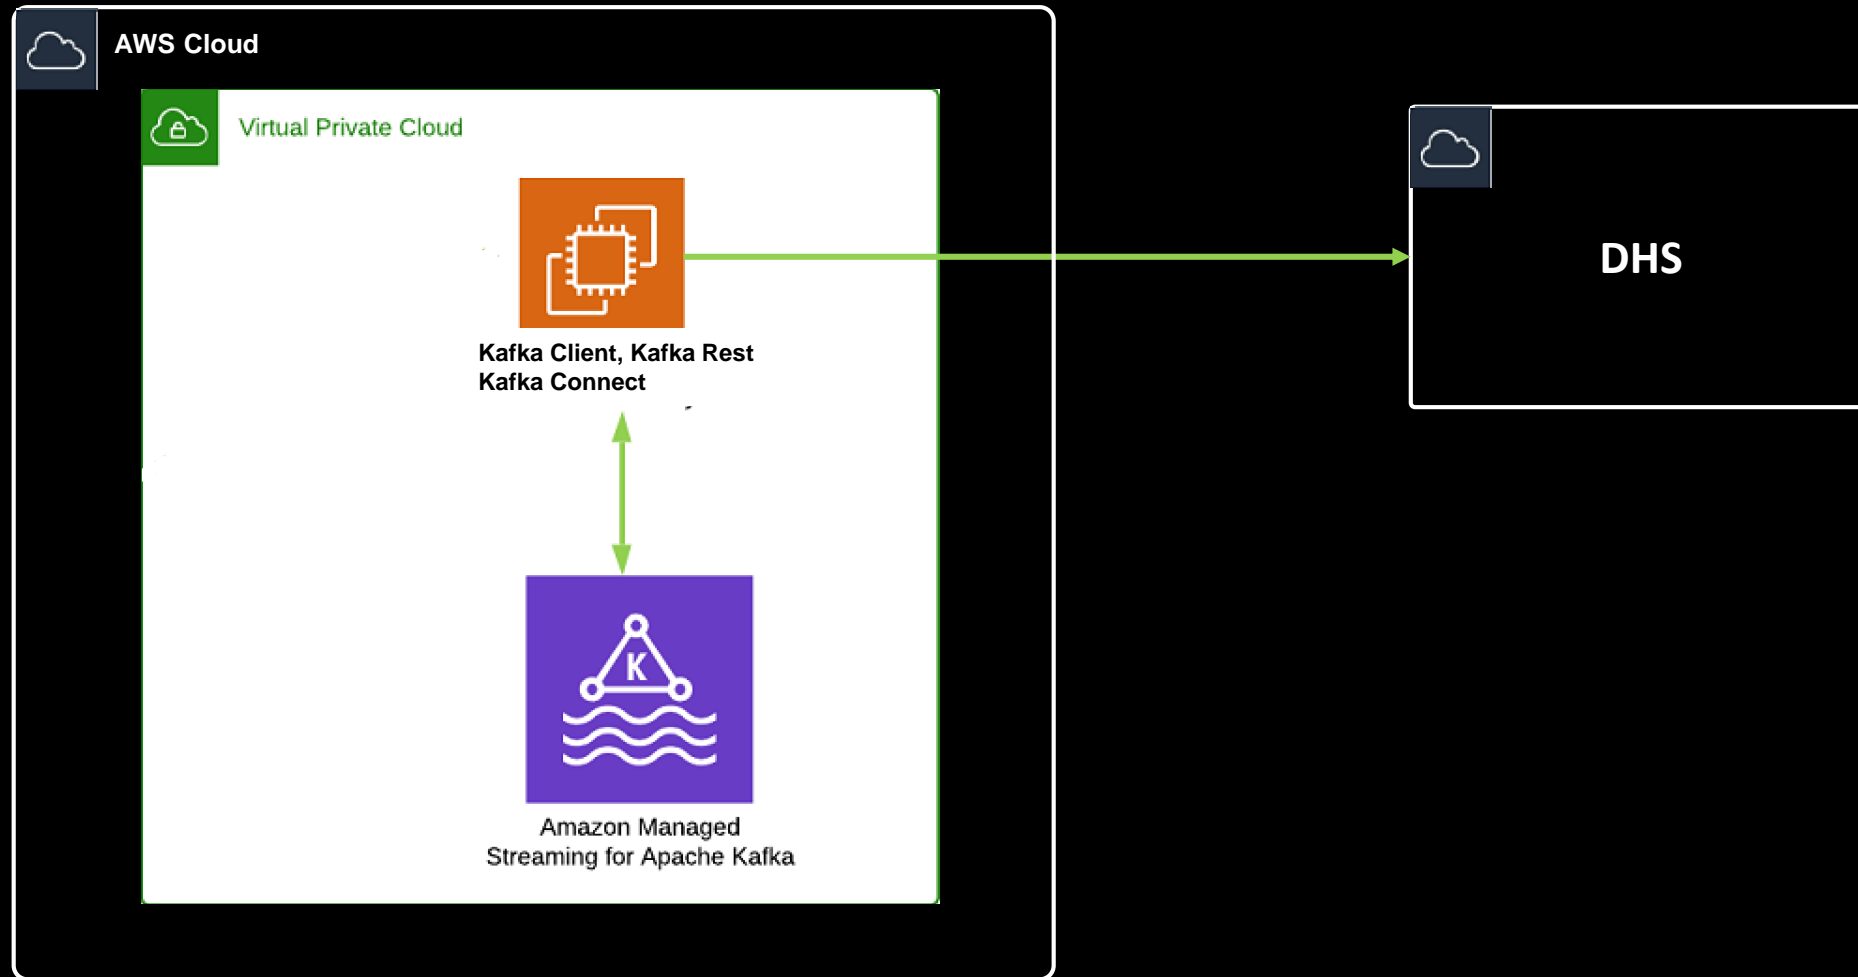 AWS Cloud
Virtual Private Cloud
DHS
Kafka Client, Kafka Rest
Kafka Connect
K
Amazon Managed
Streaming for Apache Kafka